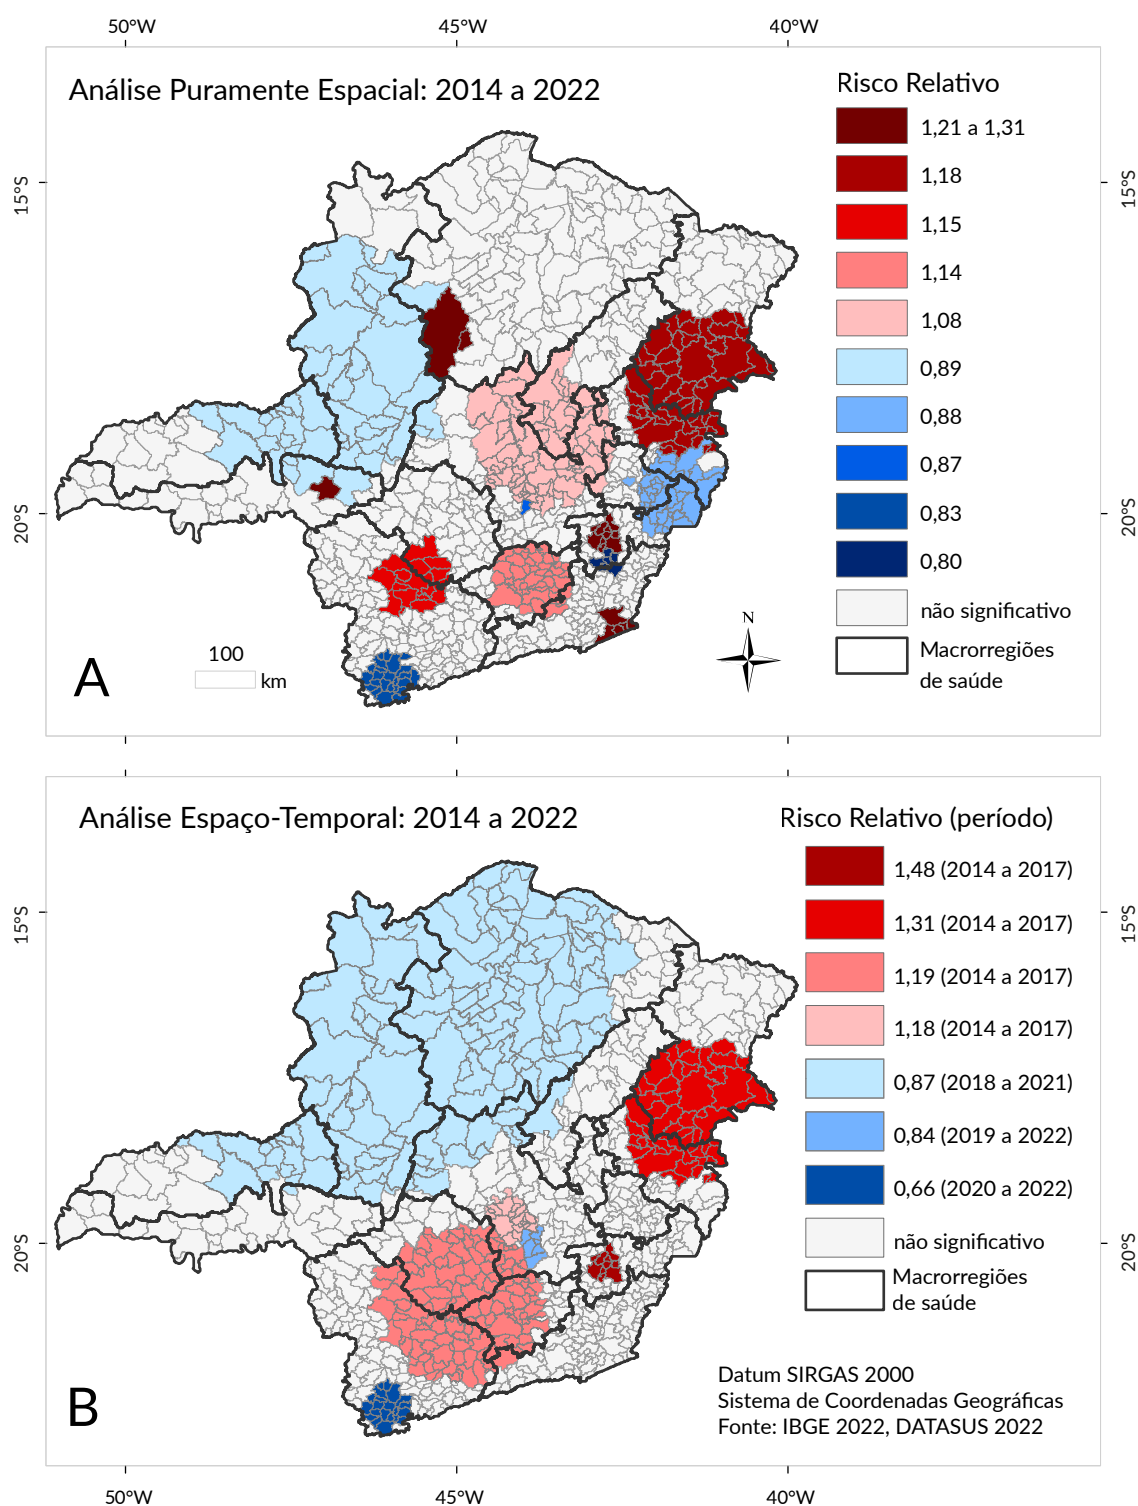 50°W 45°W 40°W
Análise Puramente Espacial: 2014 a 2022
Risco Relativo
1,21 a 1,31
1,18
1,15
1,14
1,08
0,89
0,88
0,87
0,83
0,80
não significativo
Macrorregiões
de saúde
15°S 15°S
20°S 20°S
N
100
km
A
Análise Espaço-Temporal: 2014 a 2022
Risco Relativo (período)
1,48 (2014 a 2017)
1,31 (2014 a 2017)
1,19 (2014 a 2017)
1,18 (2014 a 2017)
0,87 (2018 a 2021)
0,84 (2019 a 2022)
0,66 (2020 a 2022)
não significativo
Macrorregiões
de saúde
15°S 15°S
20°S 20°S
B
Datum SIRGAS 2000
Sistema de Coordenadas Geográficas
Fonte: IBGE 2022, DATASUS 2022
50°W 45°W 40°W